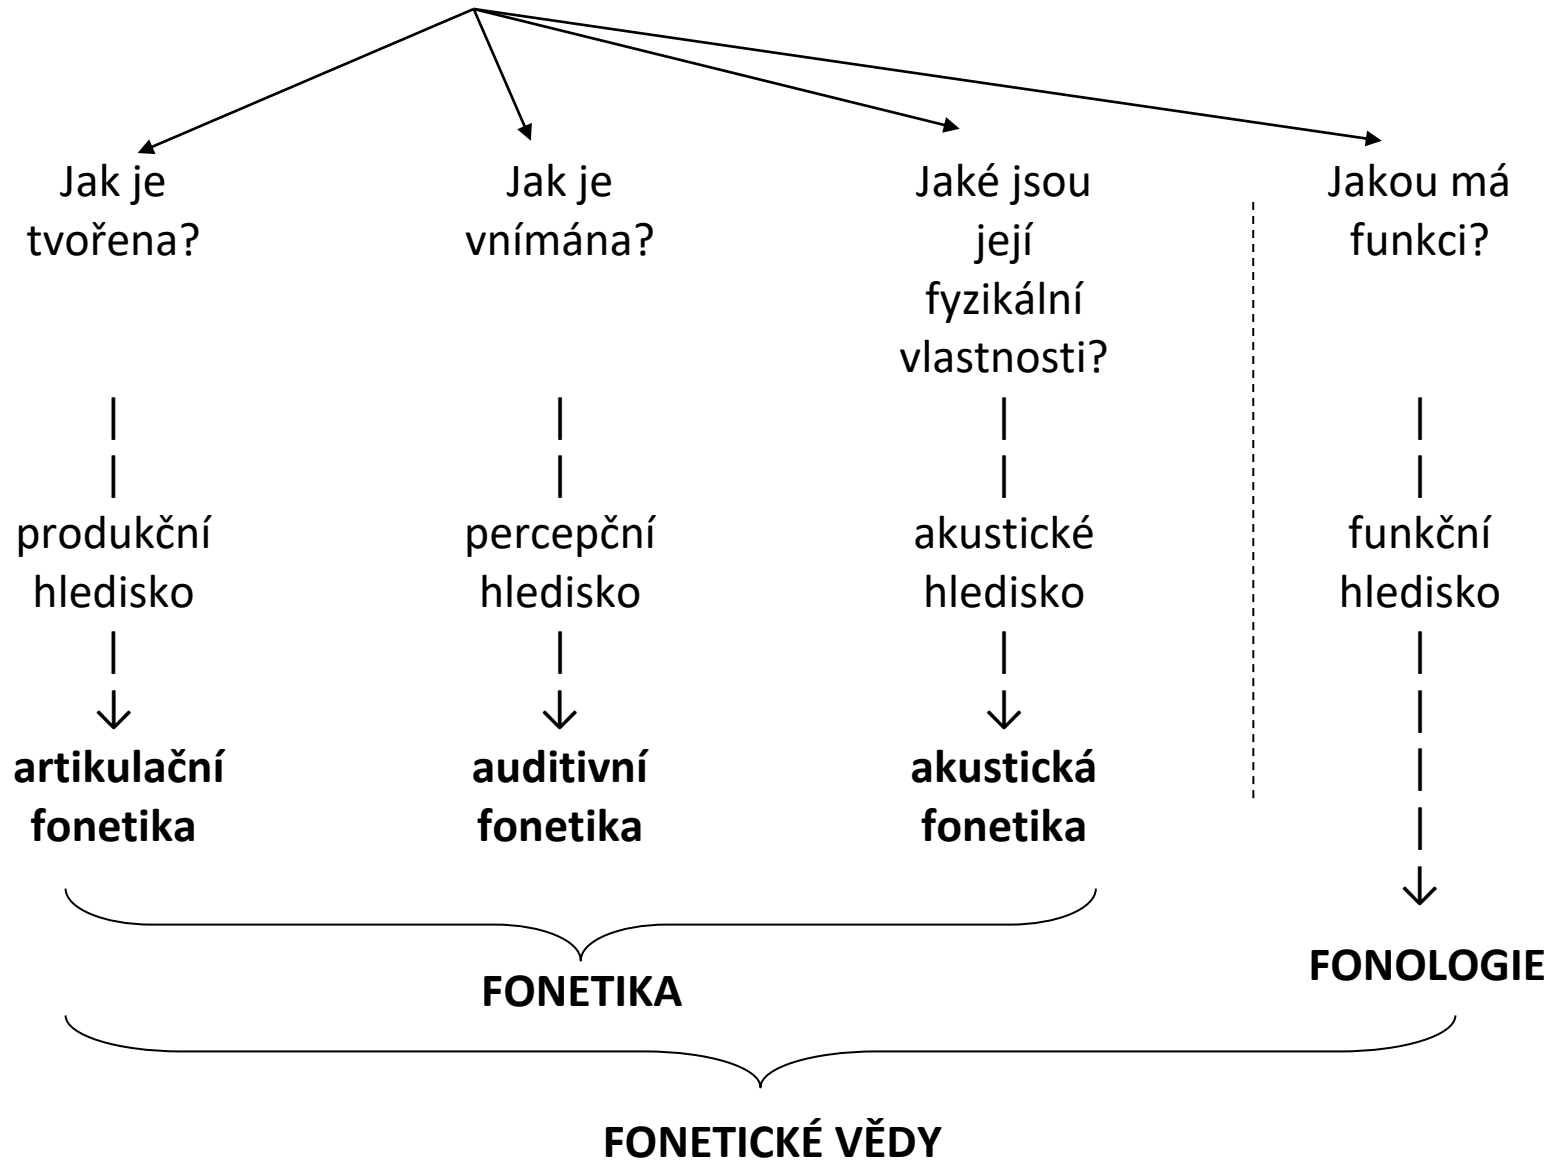 Jak je
tvořena?
Jak je
vnímána?
Jaké jsou
její
fyzikální
vlastnosti?
Jakou má
funkci?
produkční
hledisko
percepční
hledisko
akustické
hledisko
funkční
hledisko
artikulační
fonetika
auditivní
fonetika
akustická
fonetika
FONETIKA
FONOLOGIE
FONETICKÉ VĚDY